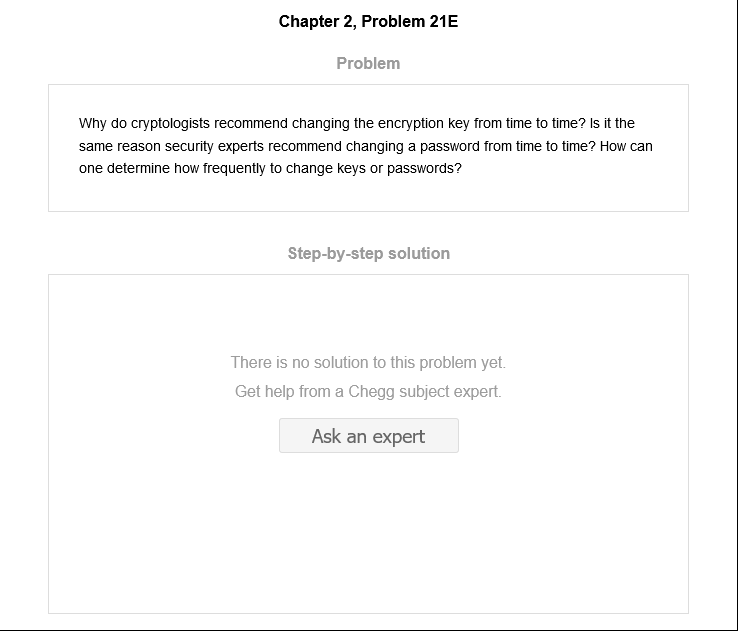 Chapter 2, Problem 21E
Problem
Why do cryptologists recommend changing the encryption key from time to time? Is it the
same reason security experts recommend changing a password from time to time? How can
one determine how frequently to change keys or passwords?
Step-by-step solution
There is no solution to this problem yet.
Get help from a Chegg subject expert.
Ask an expert